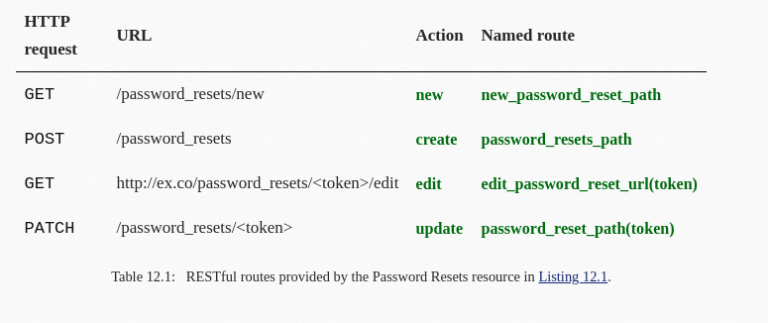 HTTP request URL Action Named route
GET /password_resets/new new new_password_reset_path
POST /password_resets create password_resets_path
GET http://ex.co/password_resets/<token>/edit edit edit_password_reset_url(token)
PATCH /password_resets/<token> update password_reset_path(token)
Table 12.1: RESTful routes provided by the Password Resets resource in Listing 12.1.